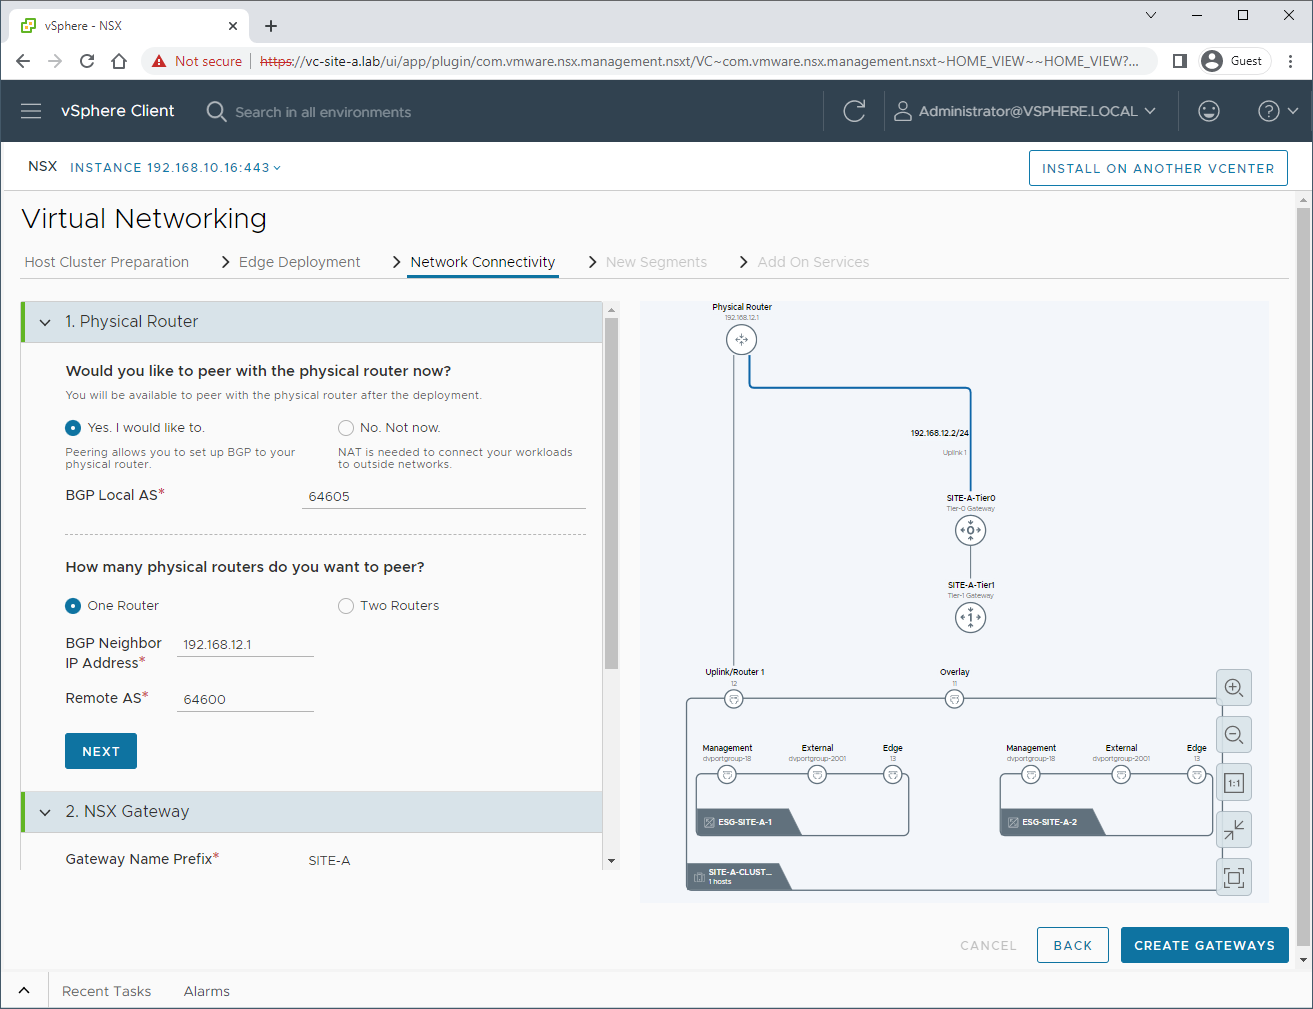 vSphere - NSX
Not secure
https://vc-site-a.lab/ui/app/plugin/com.vmware.nsx.management.nsxt/VC~com.vmware.nsx.management.nsxt~HOME_VIEW~~HOME_VIEW?...
Guest
vSphere Client
Search in all environments
Administrator@VSPHERE.LOCAL
NSX INSTANCE 192.168.10.16:443
INSTALL ON ANOTHER VCENTER
Virtual Networking
Host Cluster Preparation
Edge Deployment
Network Connectivity
New Segments
Add On Services
1. Physical Router
Would you like to peer with the physical router now?
You will be available to peer with the physical router after the deployment.
Yes. I would like to.
No. Not now.
Peering allows you to set up BGP to your
physical router.
NAT is needed to connect your workloads
to outside networks.
BGP Local AS*
64605
How many physical routers do you want to peer?
One Router
Two Routers
BGP Neighbor
IP Address*
192.168.12.1
Remote AS*
64600
NEXT
2. NSX Gateway
Gateway Name Prefix*
SITE-A
Physical Router
192.168.12.1
192.168.12.2/24
Uplink 1
SITE-A-Tier0
Tier-0 Gateway
0
SITE-A-Tier1
Tier-1 Gateway
1
Uplink/Router 1
12
Overlay
11
Management
dvportgroup-18
External
dvportgroup-2001
Edge
13
ESG-SITE-A-1
Management
dvportgroup-18
External
dvportgroup-2001
Edge
13
ESG-SITE-A-2
SITE-A-CLUST...
1 hosts
1:1
CANCEL
BACK
CREATE GATEWAYS
Recent Tasks
Alarms